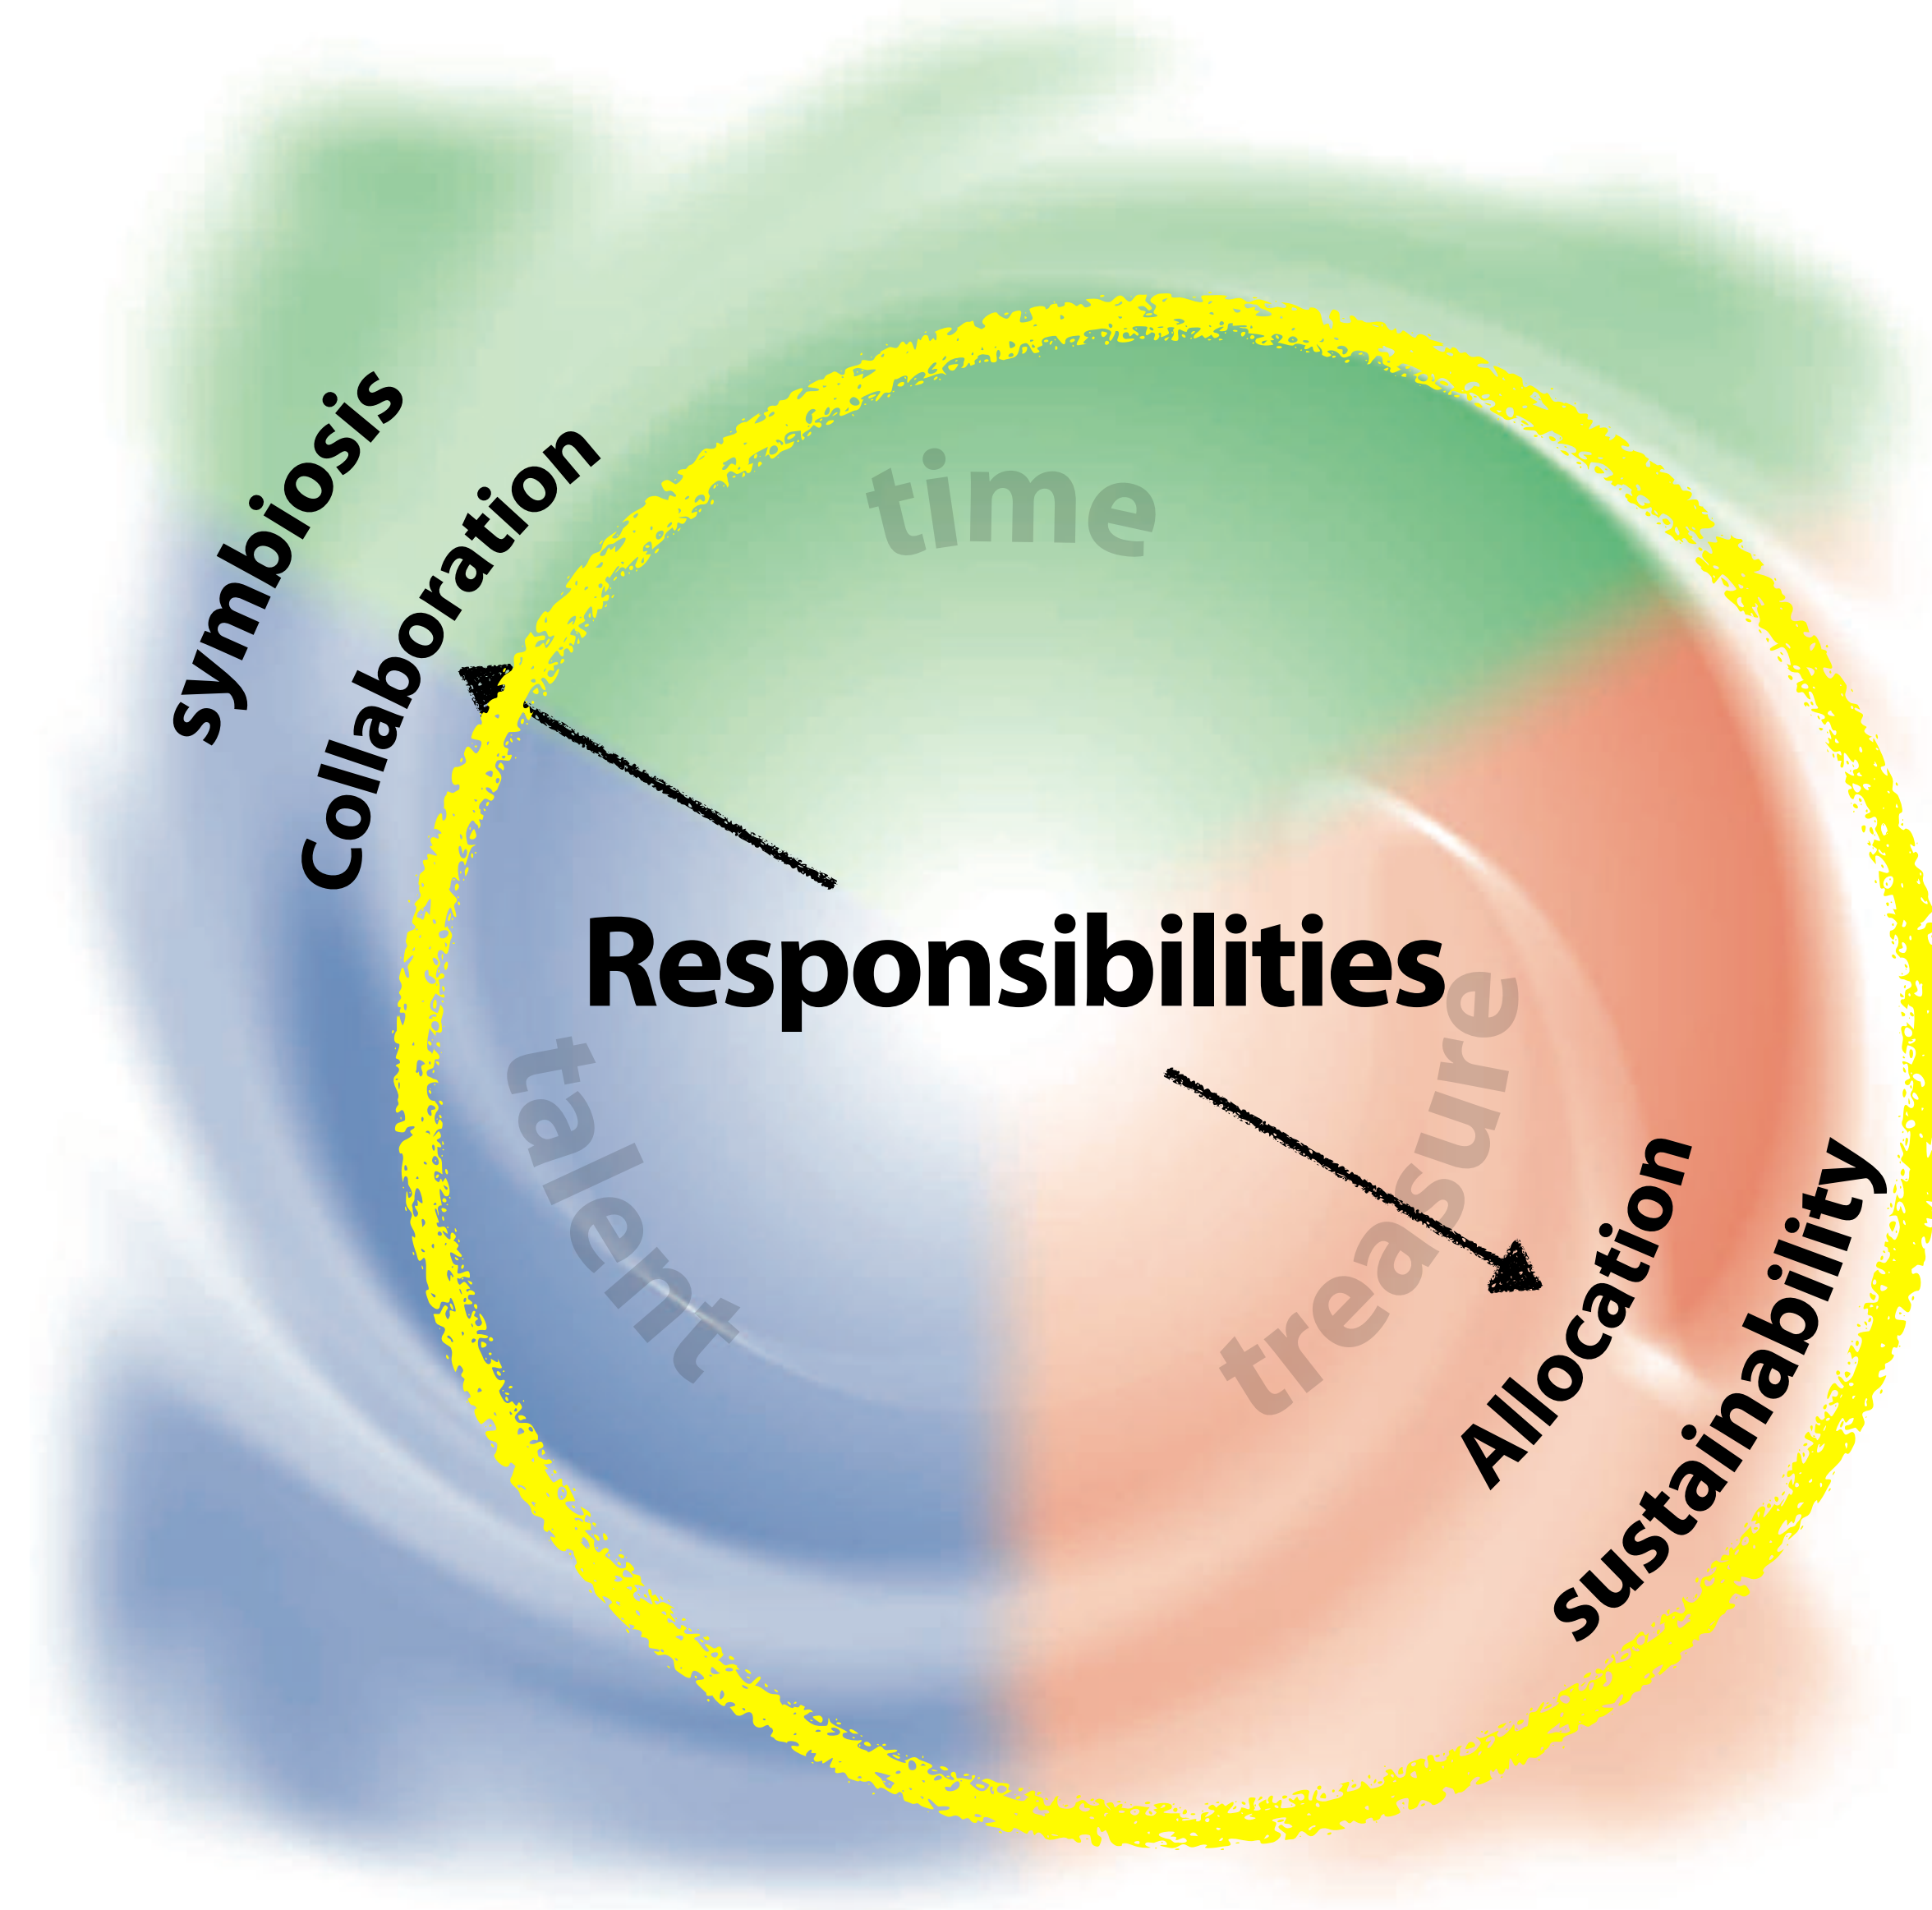 symbiosis
Collaboration
time
Responsibilities
talent
treasure
Allocation
sustainability